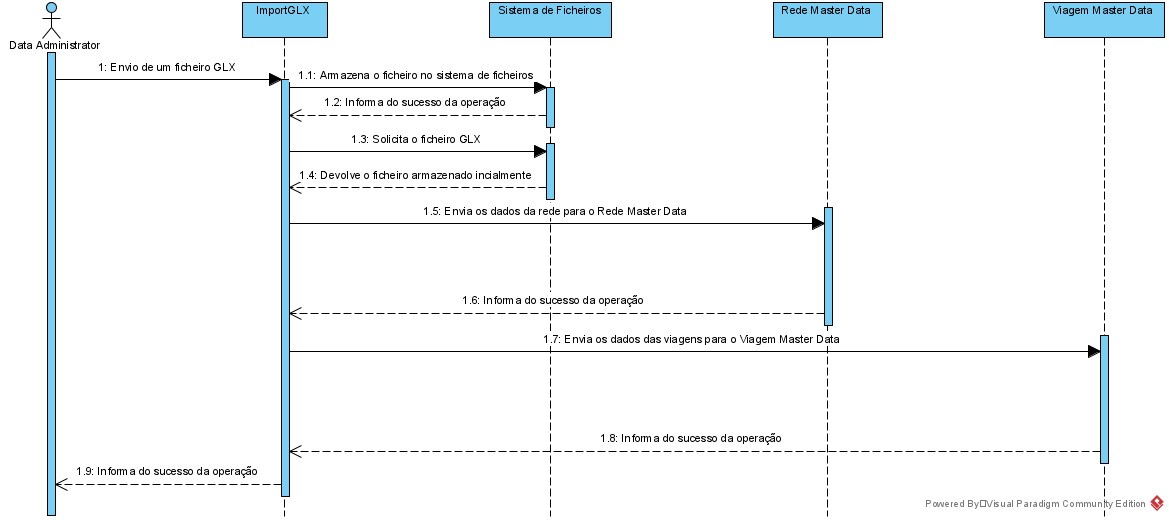 ImportGLX
Sistema de Ficheiros
Rede Master Data
Viagem Master Data
Data Administrator
1: Envio de um ficheiro GLX
1.1: Armazena o ficheiro no sistema de ficheiros
1.2: Informa do sucesso da operação
1.3: Solicita o ficheiro GLX
1.4: Devolve o ficheiro armazenado incialmente
1.5: Envia os dados da rede para o Rede Master Data
1.6: Informa do sucesso da operação
1.7: Envia os dados das viagens para o Viagem Master Data
1.8: Informa do sucesso da operação
1.9: Informa do sucesso da operação
Powered By Visual Paradigm Community Edition